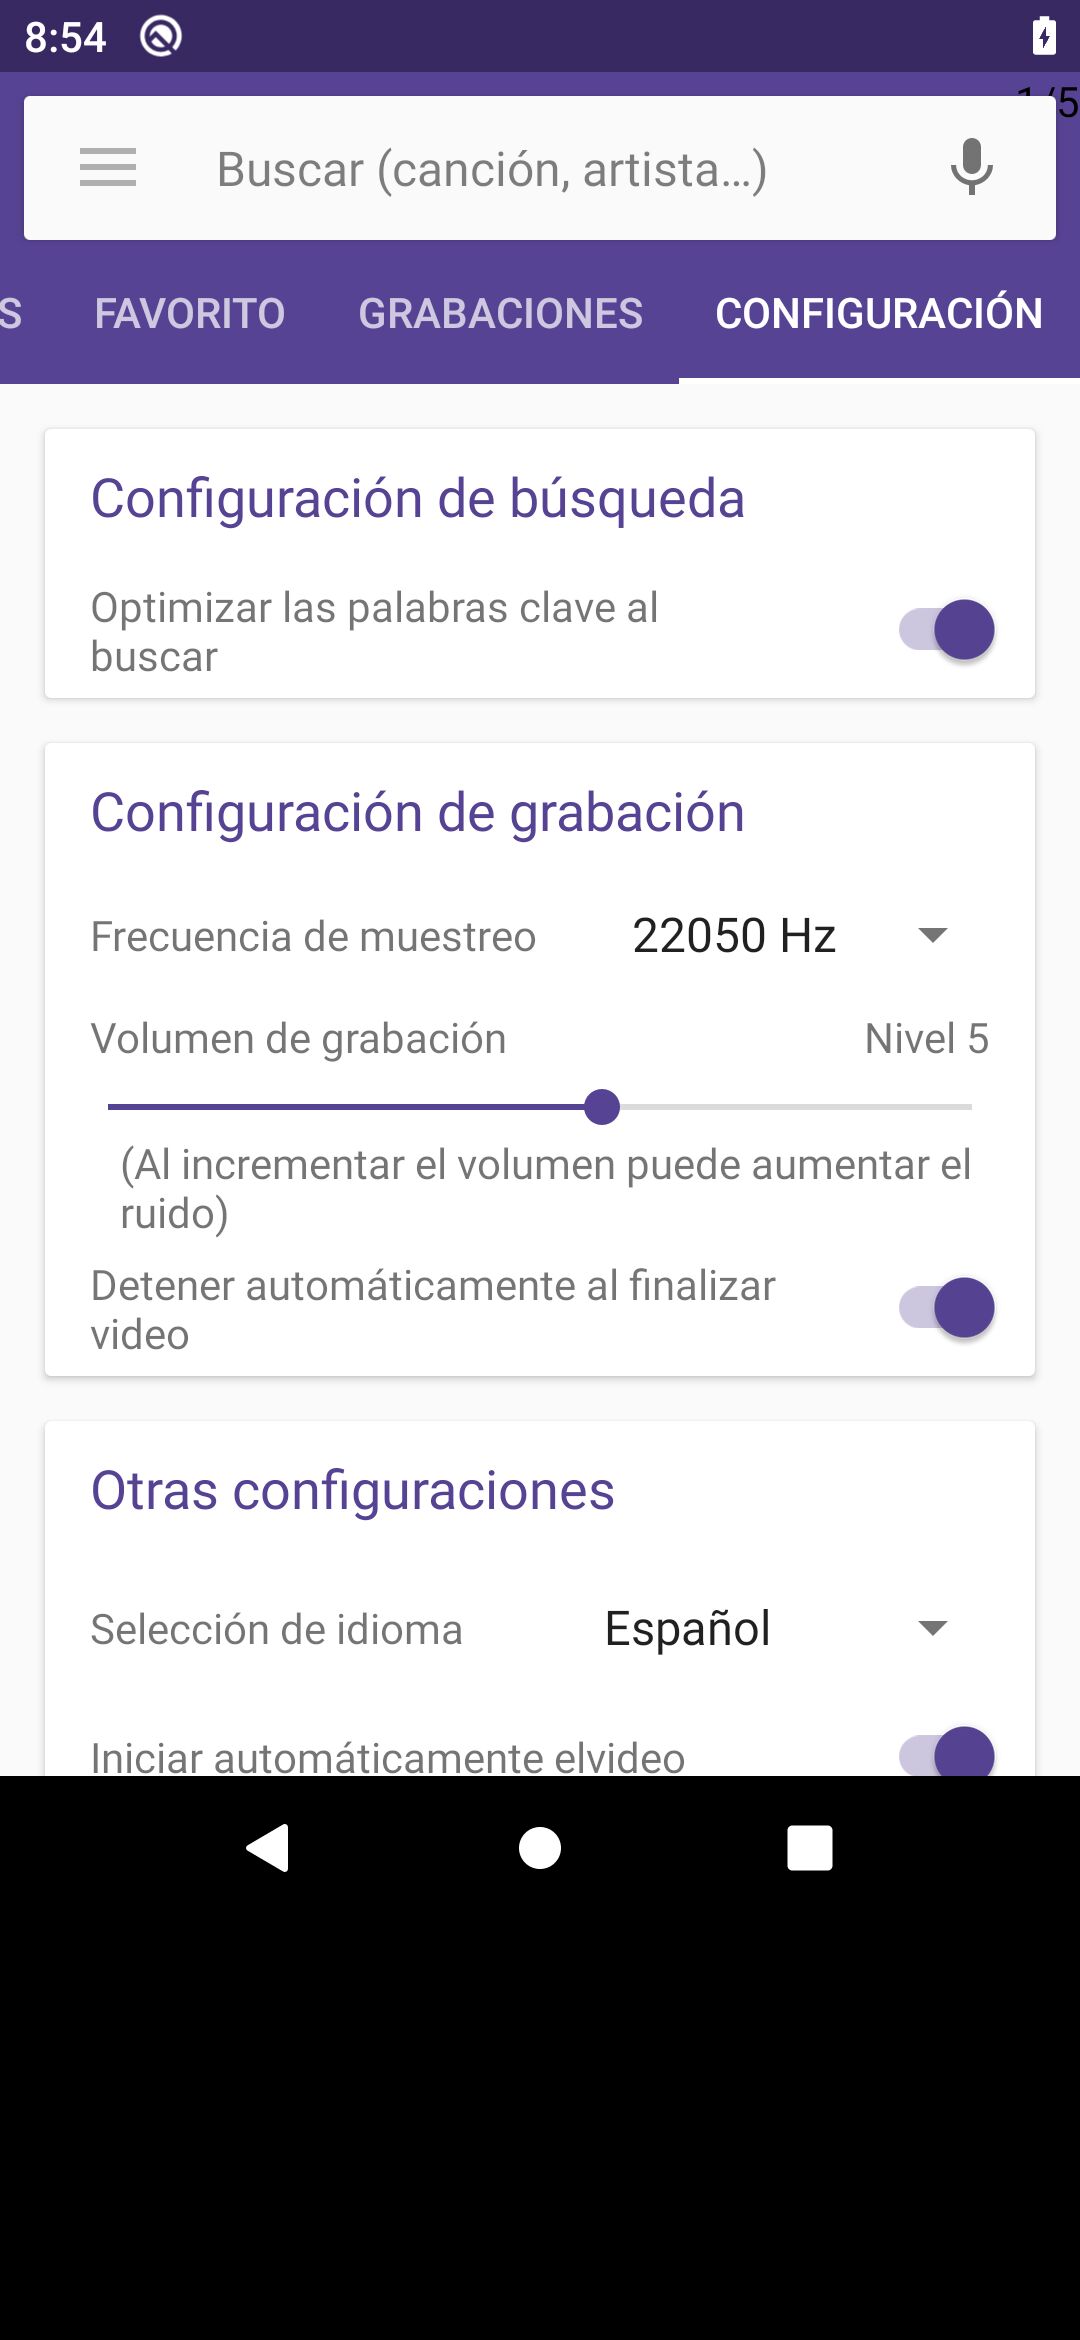 8:54
1/5
Buscar (canción, artista...)
S FAVORITO GRABACIONES CONFIGURACIÓN
Configuración de búsqueda
Optimizar las palabras clave al
buscar
Configuración de grabación
Frecuencia de muestreo 22050 Hz
Volumen de grabación Nivel 5
(Al incrementar el volumen puede aumentar el
ruido)
Detener automáticamente al finalizar
video
Otras configuraciones
Selección de idioma Español
Iniciar automáticamente elvideo